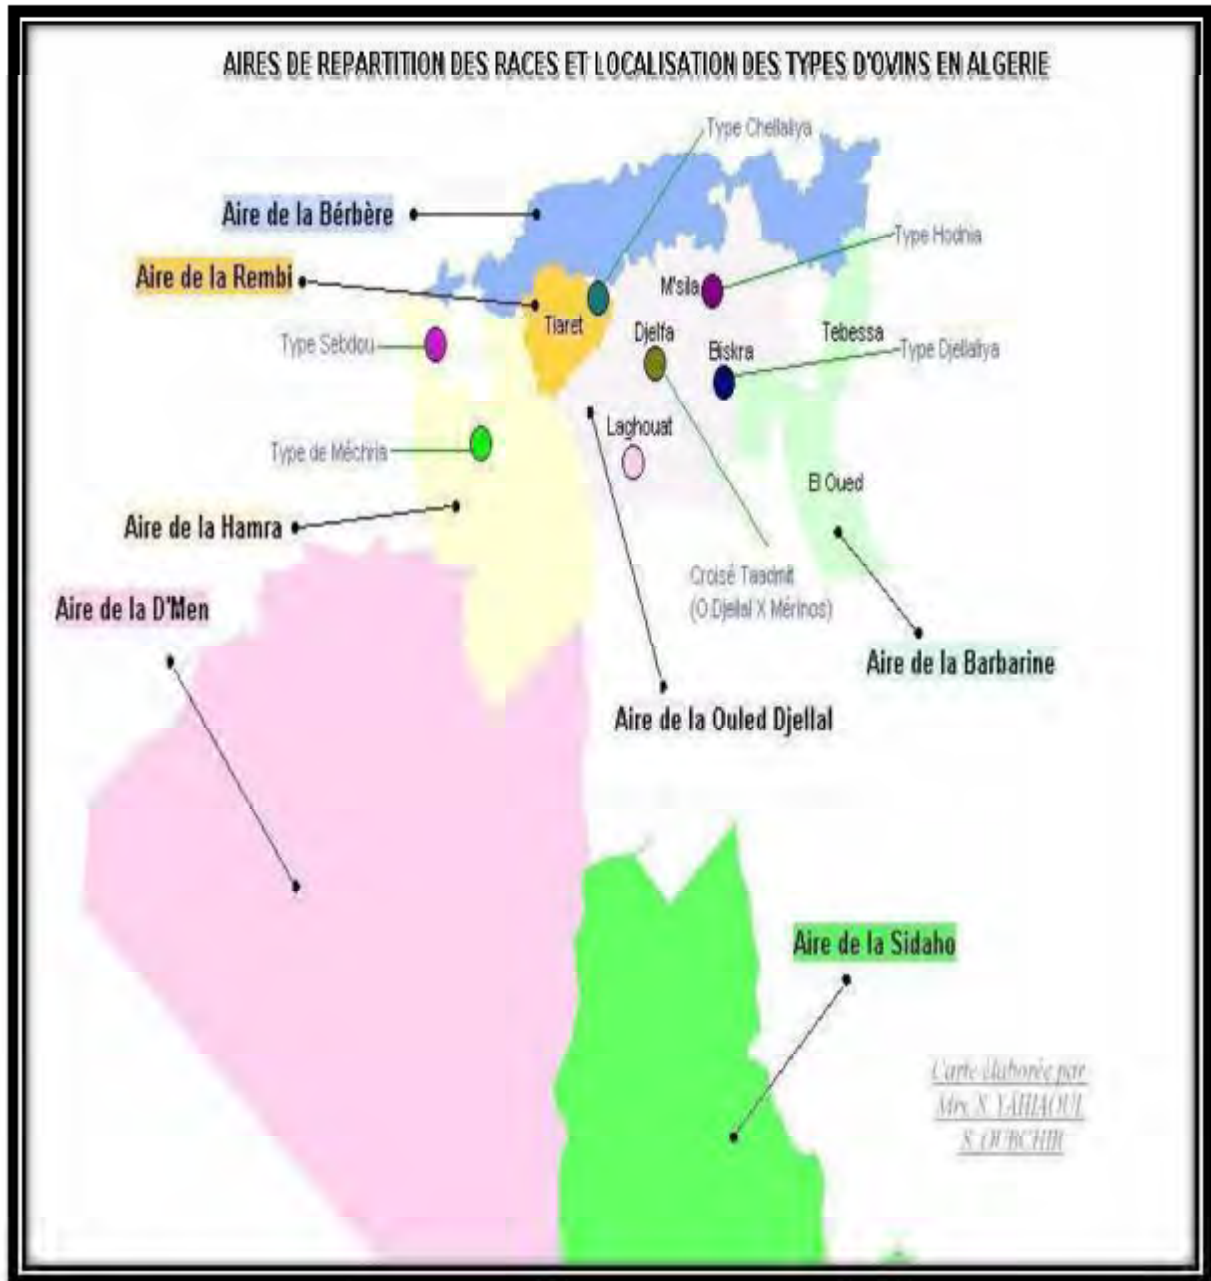 AIRES DE REPARTITION DES RACES ET LOCALISATION DES TYPES D'OVINS EN ALGERIE
Type Chellaliya
Aire de la Bérbère
Type Hodnia
Aire de la Rembi
M'sila
Tiaret
Djelfa
Tebessa
Type Sebdou
Biskra
Type Djellaliya
Laghouat
Type de Méchria
El Oued
Aire de la Hamra
Croisé Taadmit
(O.Djellal X Mérinos)
Aire de la D'Men
Aire de la Barbarine
Aire de la Ouled Djellal
Aire de la Sidaho
Carte élaborée par
Mrs N. YAHIAOUI
S. OUBCHIR